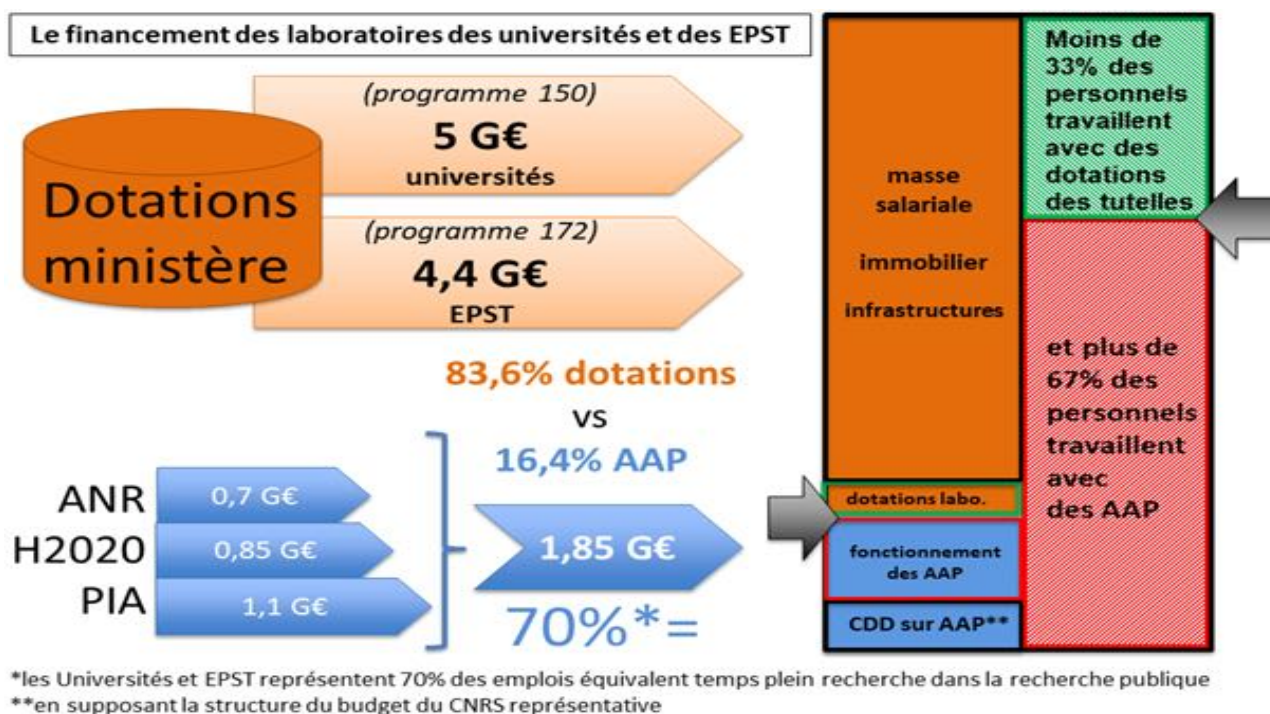 Le financement des laboratoires des universités et des EPST
Dotations
ministère
(programme 150)
5 G€
universités
(programme 172)
4,4 G€
EPST
83,6% dotations
vs
16,4% AAP
ANR
0,7 G€
H2020
0,85 G€
PIA
1,1 G€
1,85 G€
70%*=
masse
salariale
immobilier
infrastructures
dotations labo.
fonctionnement
des AAP
CDD sur AAP**
Moins de
33% des
personnels
travaillent
avec des
dotations
des tutelles
et plus de
67% des
personnels
travaillent
avec
des AAP
*les Universités et EPST représentent 70% des emplois équivalent temps plein recherche dans la recherche publique
**en supposant la structure du budget du CNRS représentative